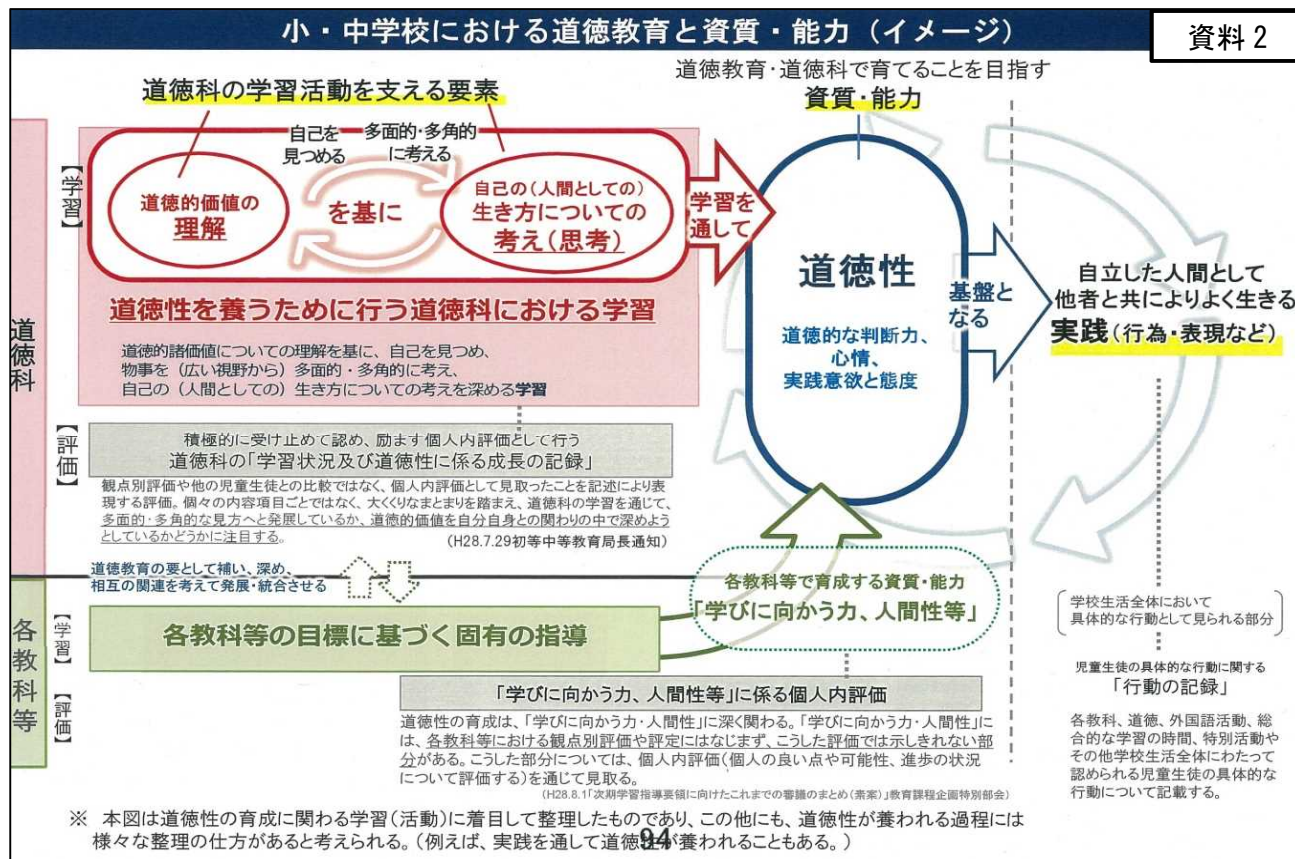 小・中学校における道徳教育と資質・能力（イメージ）
資料２
道徳科の学習活動を支える要素
道徳教育・道徳科で育てることを目指す
資質・能力
道徳科
【学習】
自己を
見つめる
多面的・多角的
に考える
道徳的価値の
理解
を基に
自己の（人間としての）
生き方についての
考え（思考）
学習を
通して
道徳性
道徳的な判断力、
心情、
実践意欲と態度
基盤と
なる
自立した人間として
他者と共によりよく生きる
実践（行為・表現など）
道徳性を養うために行う道徳科における学習
道徳的諸価値についての理解を基に、自己を見つめ、
物事を（広い視野から）多面的・多角的に考え、
自己の（人間としての）生き方についての考えを深める学習
【評価】
積極的に受け止めて認め、励ます個人内評価として行う
道徳科の「学習状況及び道徳性に係る成長の記録」
観点別評価や他の児童生徒との比較ではなく、個人内評価として見取ったことを記述により表
現する評価。個々の内容項目ごとではなく、大くくりなまとまりを踏まえ、道徳科の学習を通じて、
多面的・多角的な見方へと発展しているか、道徳的価値を自分自身との関わりの中で深めよう
としているかどうかに注目する。
（H28.7.29初等中等教育局長通知）
道徳教育の要として補い、深め、
相互の関連を考えて発展・統合させる
各教科等
【学習】
各教科等の目標に基づく固有の指導
各教科等で育成する資質・能力
「学びに向かう力、人間性等」
【評価】
「学びに向かう力、人間性等」に係る個人内評価
道徳性の育成は、「学びに向かう力・人間性」に深く関わる。「学びに向かう力・人間性」に
は、各教科等における観点別評価や評定にはなじまず、こうした評価では示しきれない部
分がある。こうした部分については、個人内評価（個人の良い点や可能性、進歩の状況
について評価する）を通じて見取る。
（H28.8.1「次期学習指導要領に向けたこれまでの審議のまとめ（素案）」教育課程企画特別部会）
学校生活全体において
具体的な行動として見られる部分
児童生徒の具体的な行動に関する
「行動の記録」
各教科、道徳、外国語活動、総
合的な学習の時間、特別活動や
その他学校生活全体にわたって
認められる児童生徒の具体的な
行動について記載する。
※ 本図は道徳性の育成に関わる学習（活動）に着目して整理したものであり、この他にも、道徳性が養われる過程には
様々な整理の仕方があると考えられる。（例えば、実践を通して道徳性が養われることもある。）
94